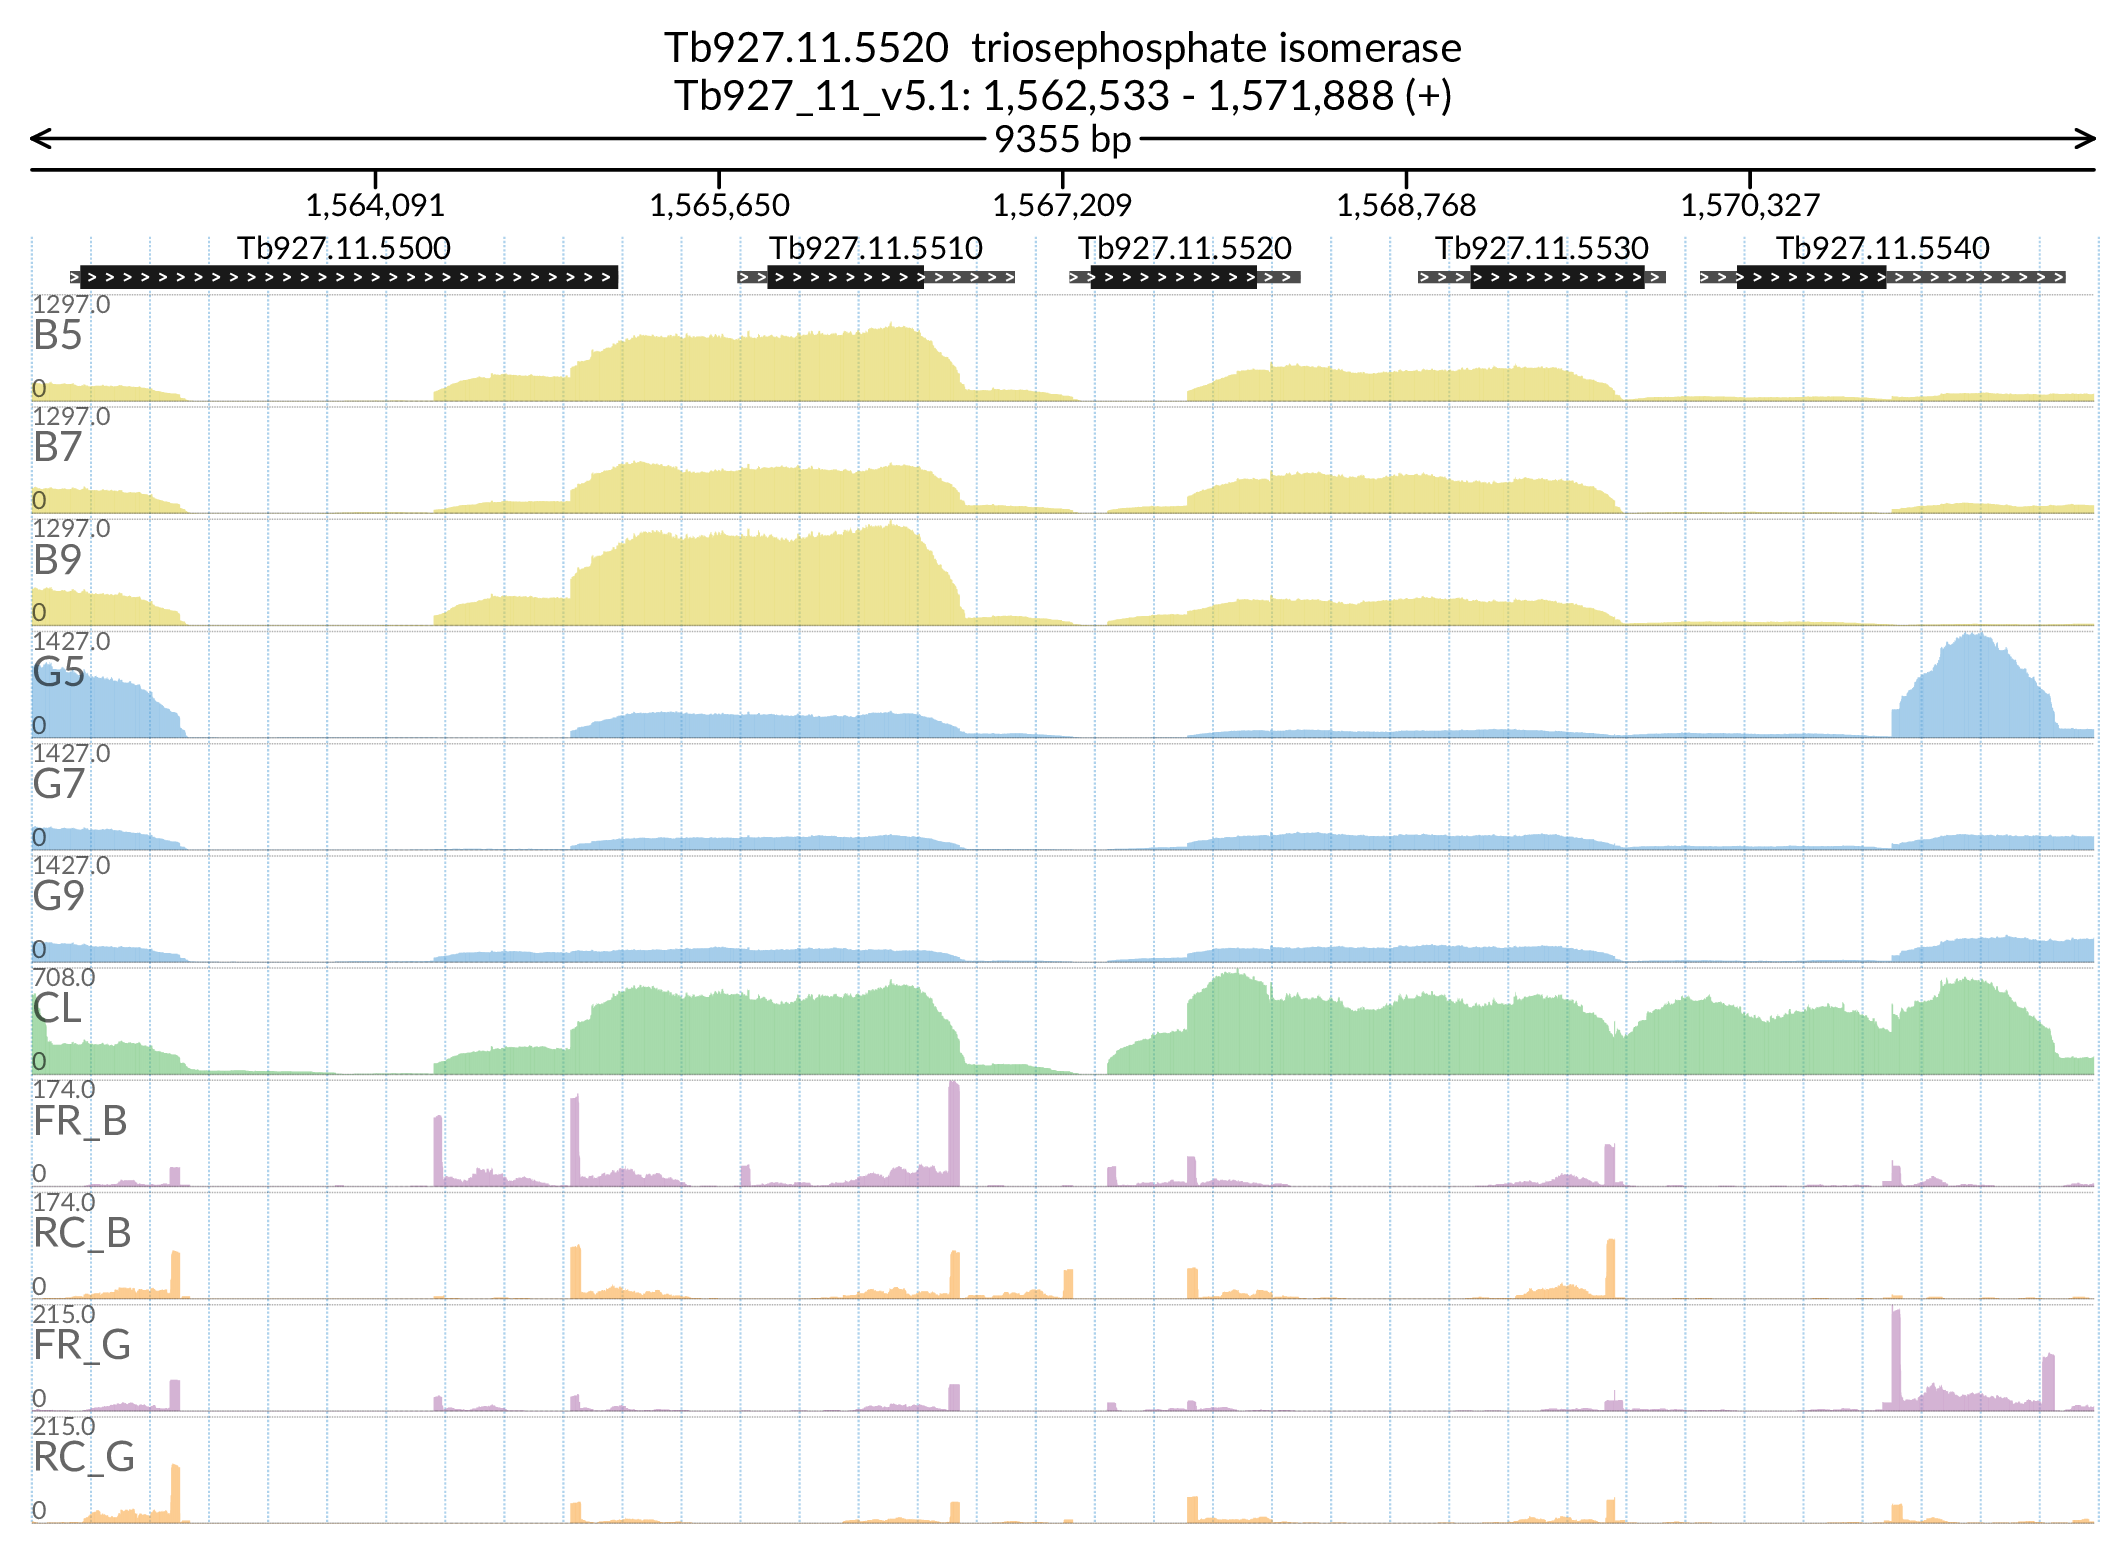 Tb927.11.5520  triosephosphate isomerase
Tb927_11_v5.1: 1,562,533 - 1,571,888 (+)
9355 bp
1,564,091 1,565,650 1,567,209 1,568,768 1,570,327
Tb927.11.5500 Tb927.11.5510 Tb927.11.5520 Tb927.11.5530 Tb927.11.5540
1297.0
B5
0
1297.0
B7
0
1297.0
B9
0
1427.0
G5
0
1427.0
G7
0
1427.0
G9
0
708.0
CL
0
174.0
FR_B
0
174.0
RC_B
0
215.0
FR_G
0
215.0
RC_G
0